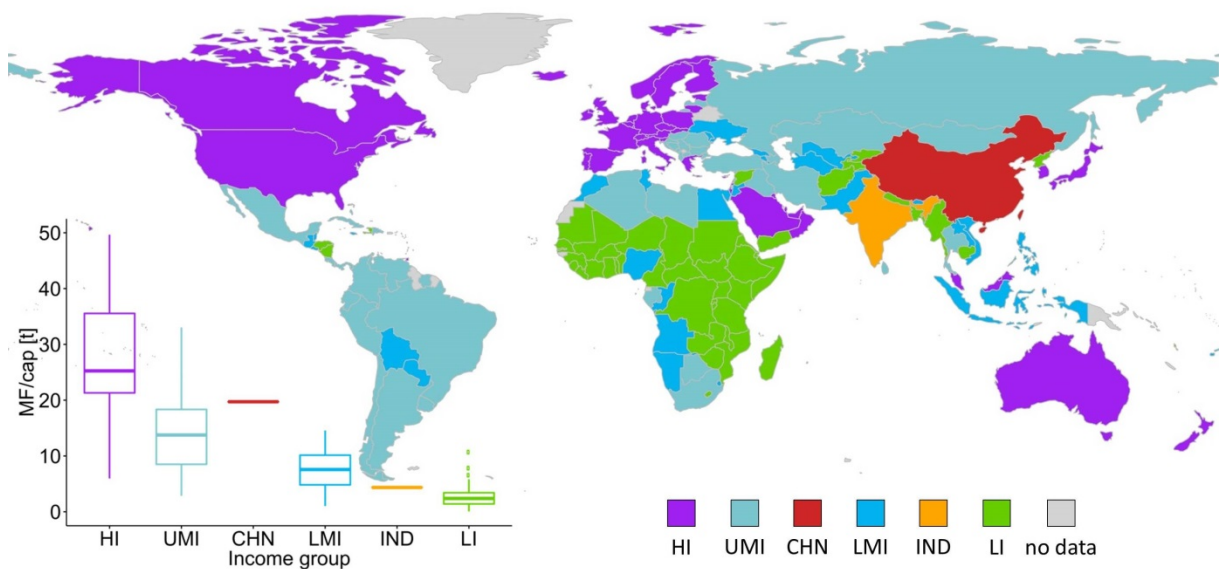 50
40
30
20
10
0
MF/cap [t]
HI UMI CHN LMI IND LI
Income group
HI UMI CHN LMI IND LI no data